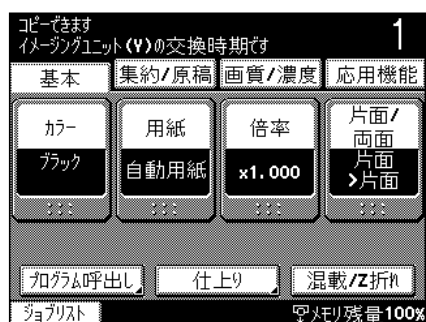 コピーできます
イメージングユニット(Y)の交換時期です
1
基本 集約/原稿 画質/濃度 応用機能
カラー 用紙 倍率 片面/両面
ブラック 自動用紙 x1.000 片面>片面
プログラム呼出し 仕上り 混載/Z折れ
ジョブリスト メモリ残量100%